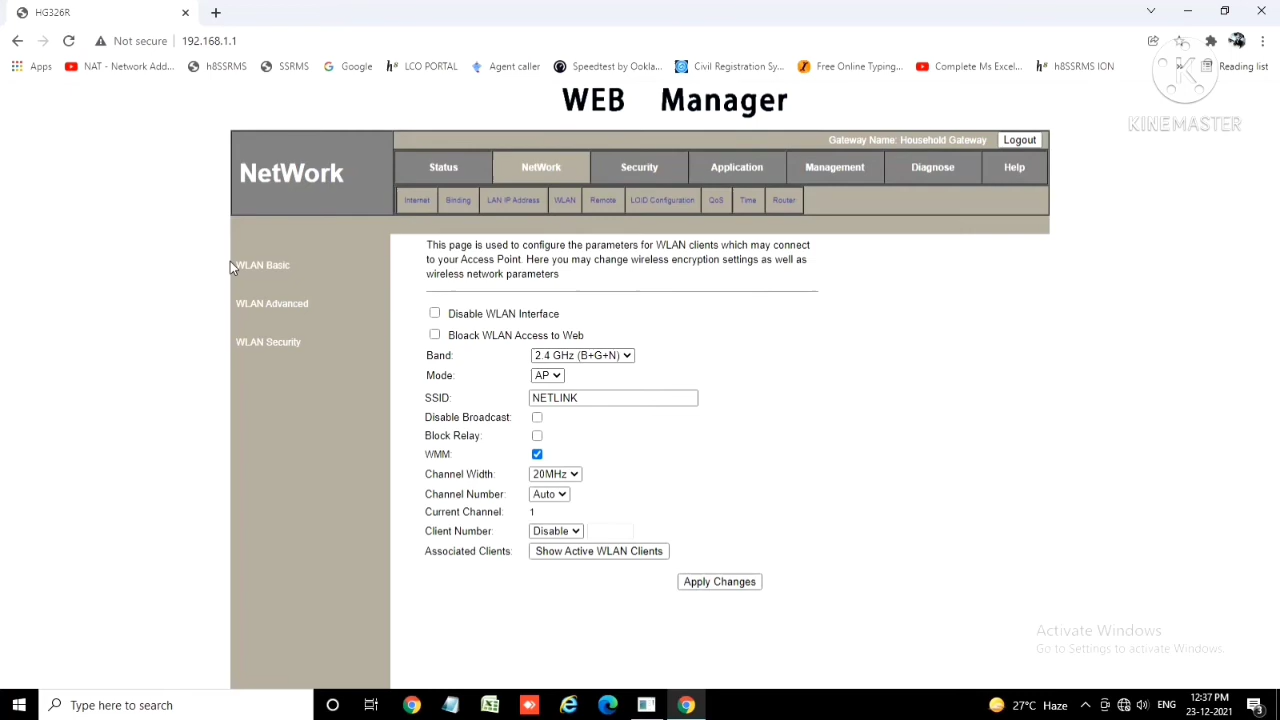 HG326R
Not secure 192.168.1.1
Apps NAT - Network Add... h8SSRMS SSRMS Google LCO PORTAL Agent caller Speedtest by Ookla... Civil Registration Sy... Free Online Typing... Complete Ms Excel... h8SSRMS ION Reading list
K
KINEMASTER
WEB Manager
Gateway Name: Household Gateway Logout
NetWork
Status NetWork Security Application Management Diagnose Help
Internet Binding LAN IP Address WLAN Remote LOID Configuration QoS Time Router
WLAN Basic
WLAN Advanced
WLAN Security
This page is used to configure the parameters for WLAN clients which may connect
to your Access Point. Here you may change wireless encryption settings as well as
wireless network parameters
Disable WLAN Interface
Bloack WLAN Access to Web
Band: 2.4 GHz (B+G+N)
Mode: AP
SSID: NETLINK
Disable Broadcast:
Block Relay:
WMM:
Channel Width: 20MHz
Channel Number: Auto
Current Channel: 1
Client Number: Disable
Associated Clients: Show Active WLAN Clients
Apply Changes
Activate Windows
Go to Settings to activate Windows.
Type here to search
27°C Haze ENG
12:37 PM
23-12-2021
3